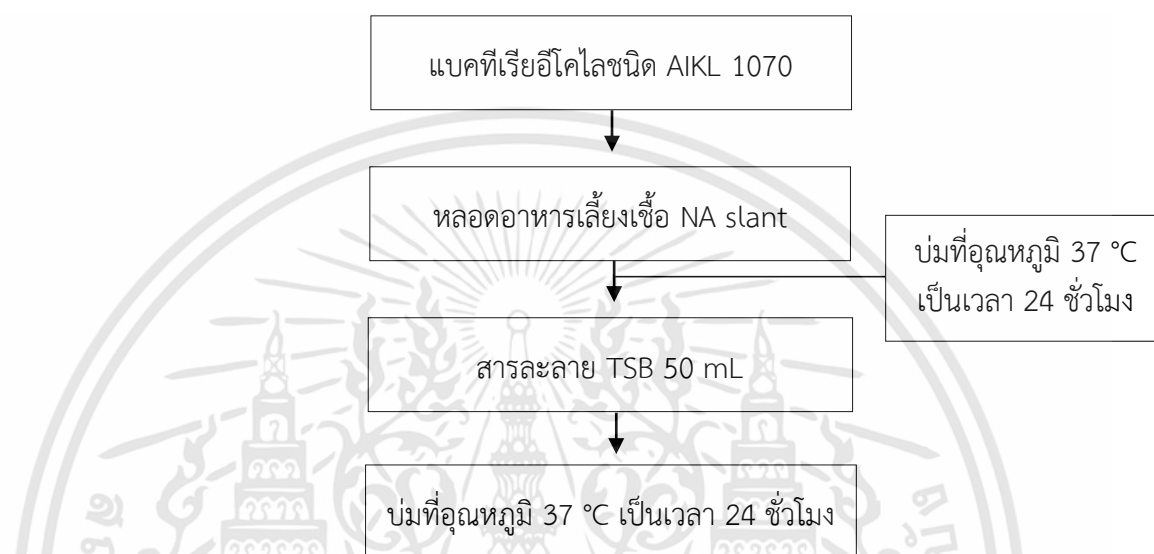 แบคทีเรียอีโคไลชนิด AIKL 1070
หลอดอาหารเลี้ยงเชื้อ NA slant
บ่มที่อุณหภูมิ 37 °C
เป็นเวลา 24 ชั่วโมง
สารละลาย TSB 50 mL
บ่มที่อุณหภูมิ 37 °C เป็นเวลา 24 ชั่วโมง